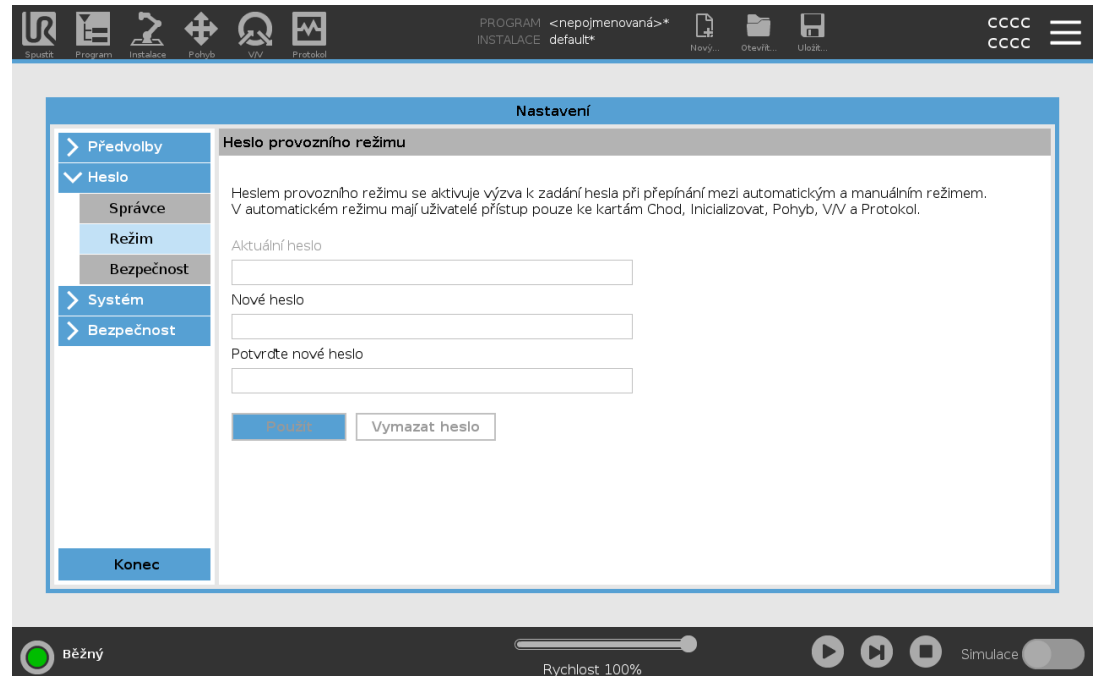 PROGRAM <nepojmenovaná>*
INSTALACE default*
cccc
cccc
Spustit
Program
Instalace
Pohyb
V/V
Protokol
Nový...
Otevřít...
Uložit...
Nastavení
Předvolby
Heslo
Správce
Režim
Bezpečnost
Systém
Bezpečnost
Konec
Heslo provozního režimu
Heslem provozního režimu se aktivuje výzva k zadání hesla při přepínání mezi automatickým a manuálním režimem.
V automatickém režimu mají uživatelé přístup pouze ke kartám Chod, Inicializovat, Pohyb, V/V a Protokol.
Aktuální heslo
Nové heslo
Potvrďte nové heslo
Použít
Vymazat heslo
Běžný
Rychlost 100%
Simulace